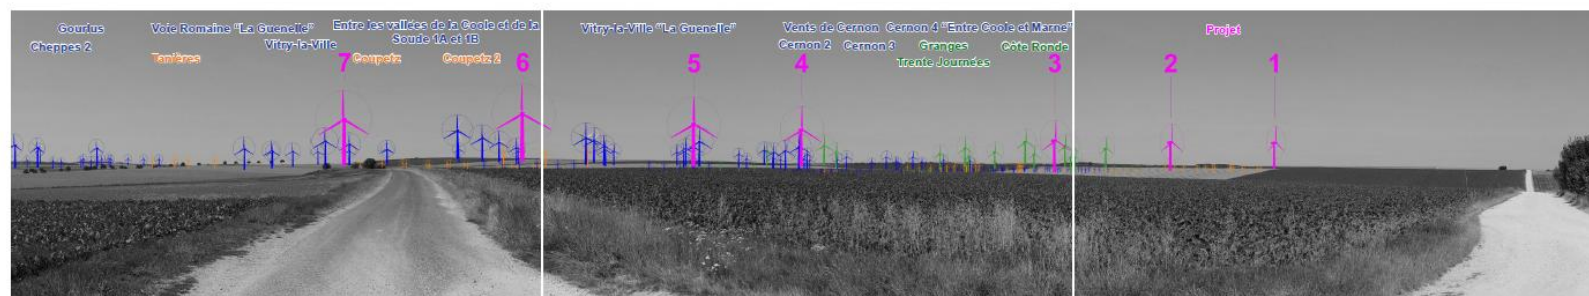 Gourlus
Cheppes 2
Voie Romaine "La Guenelle"
Vitry-la-Ville
Tanières
Entre les vallées de la Coole et de la
Soude 1A et 1B
Coupetz
Coupetz 2
7
6
Vitry-la-Ville "La Guenelle"
Vents de Cernon
Cernon 4 "Entre Coole et Marne"
Cernon 2
Cernon 3
Granges
Côte Ronde
Trente Journées
5
4
3
Projet
2
1